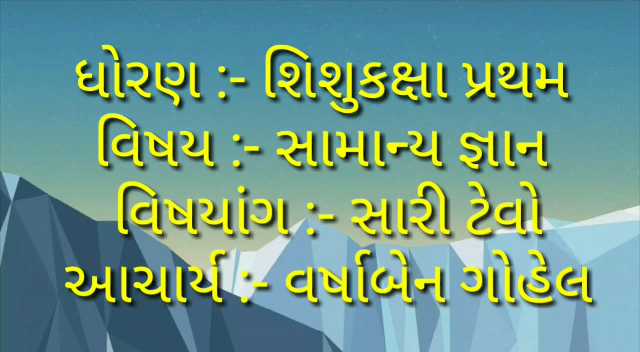 ધોરણ :- શિશુકક્ષા પ્રથમ
વિષય :- સામાન્ય જ્ઞાન
વિષયાંગ :- સારી ટેવો
આચાર્ય :- વર્ષાબેન ગોહેલ